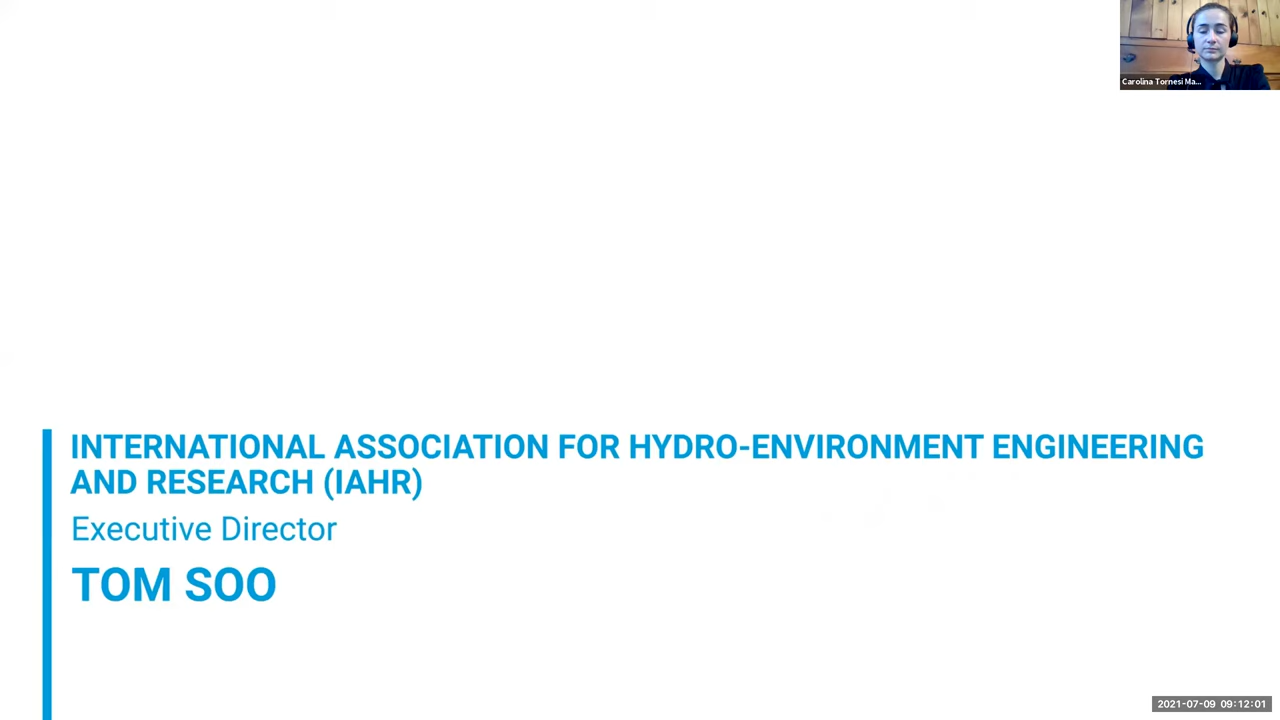 Carolina Tornesi Ma...
INTERNATIONAL ASSOCIATION FOR HYDRO-ENVIRONMENT ENGINEERING
AND RESEARCH (IAHR)
Executive Director
TOM SOO
2021-07-09 09:12:01